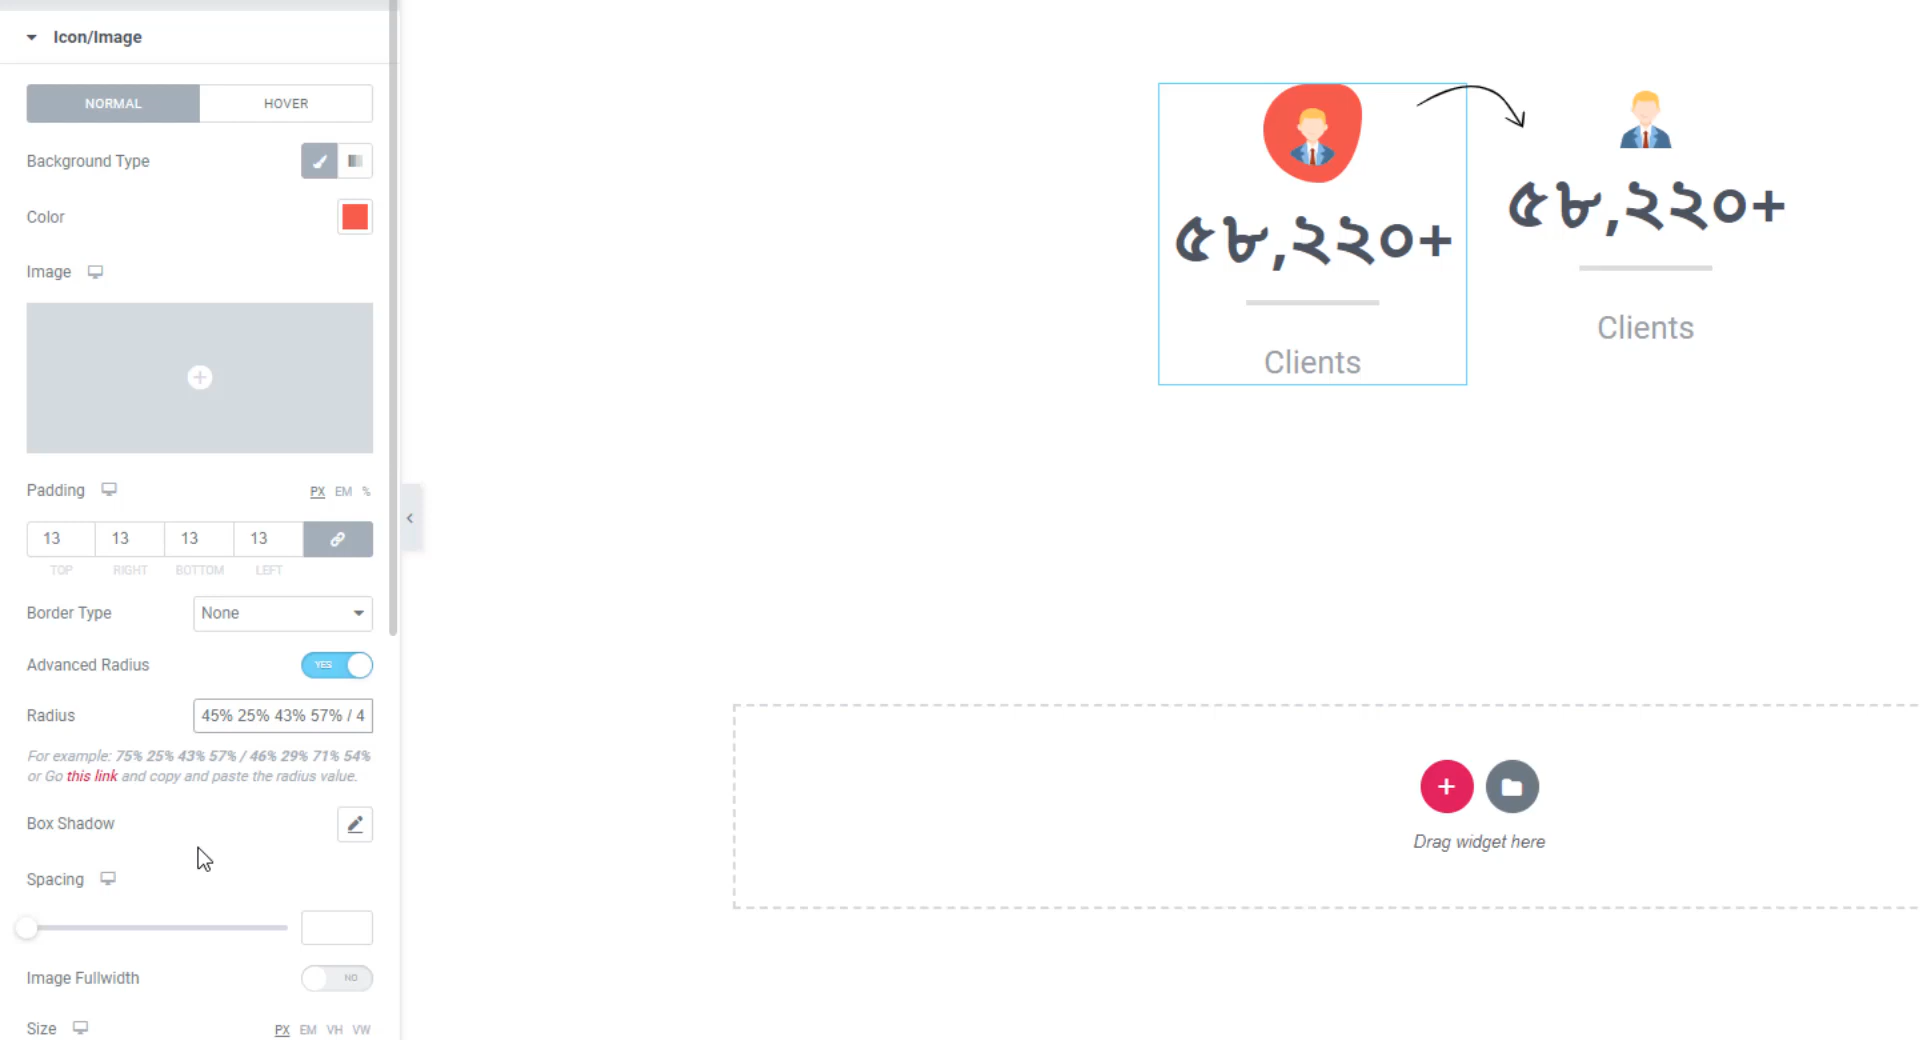 Icon/Image
NORMAL
HOVER
Background Type
Color
Image
Padding
PX EM %
13 13 13 13
TOP RIGHT BOTTOM LEFT
Border Type
None
Advanced Radius
YES
Radius
45% 25% 43% 57% / 4
For example: 75% 25% 43% 57% / 46% 29% 71% 54%
or Go this link and copy and paste the radius value.
Box Shadow
Spacing
Image Fullwidth
NO
Size
PX EM VH VW
৫৮,২২০+
Clients
৫৮,২২০+
Clients
Drag widget here